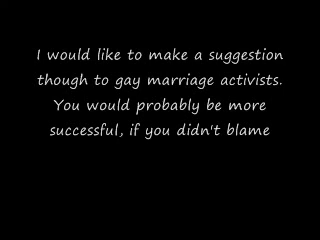 I would like to make a suggestion
though to gay marriage activists.
You would probably be more
successful, if you didn't blame